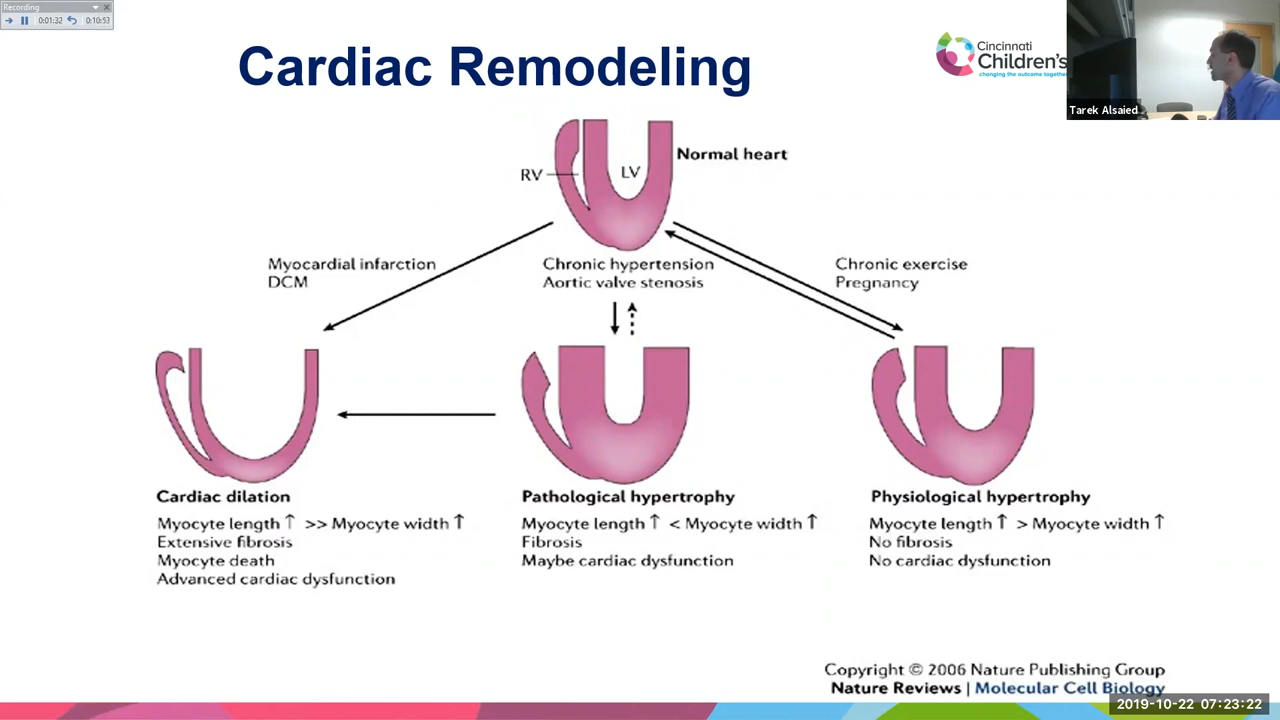 Recording
0:01:32
0:10:53
Cardiac Remodeling
Cincinnati
Children's
changing the outcome together
Tarek Alsaied
Normal heart
RV
LV
Myocardial infarction
DCM
Chronic hypertension
Aortic valve stenosis
Chronic exercise
Pregnancy
Cardiac dilation
Myocyte length ↑ >> Myocyte width ↑
Extensive fibrosis
Myocyte death
Advanced cardiac dysfunction
Pathological hypertrophy
Myocyte length ↑ < Myocyte width ↑
Fibrosis
Maybe cardiac dysfunction
Physiological hypertrophy
Myocyte length ↑ > Myocyte width ↑
No fibrosis
No cardiac dysfunction
Copyright © 2006 Nature Publishing Group
Nature Reviews | Molecular Cell Biology
2019-10-22 07:23:22